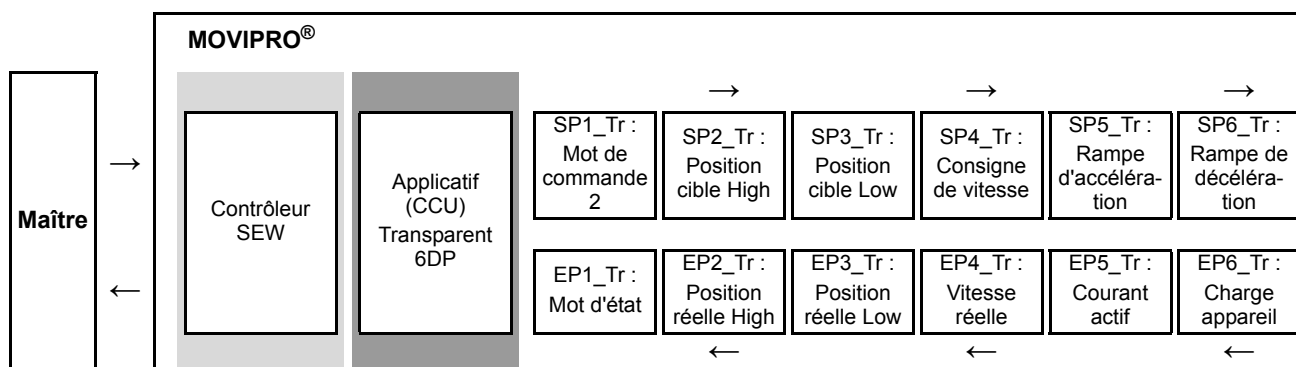 MOVIPRO®
Maître
→
←
Contrôleur
SEW
Applicatif
(CCU)
Transparent
6DP
→ → →
SP1_Tr :
Mot de
commande
2
SP2_Tr :
Position
cible High
SP3_Tr :
Position
cible Low
SP4_Tr :
Consigne
de vitesse
SP5_Tr :
Rampe
d'accéléra-
tion
SP6_Tr :
Rampe de
décéléra-
tion
EP1_Tr :
Mot d'état
EP2_Tr :
Position
réelle High
EP3_Tr :
Position
réelle Low
EP4_Tr :
Vitesse
réelle
EP5_Tr :
Courant
actif
EP6_Tr :
Charge
appareil
← ← ←